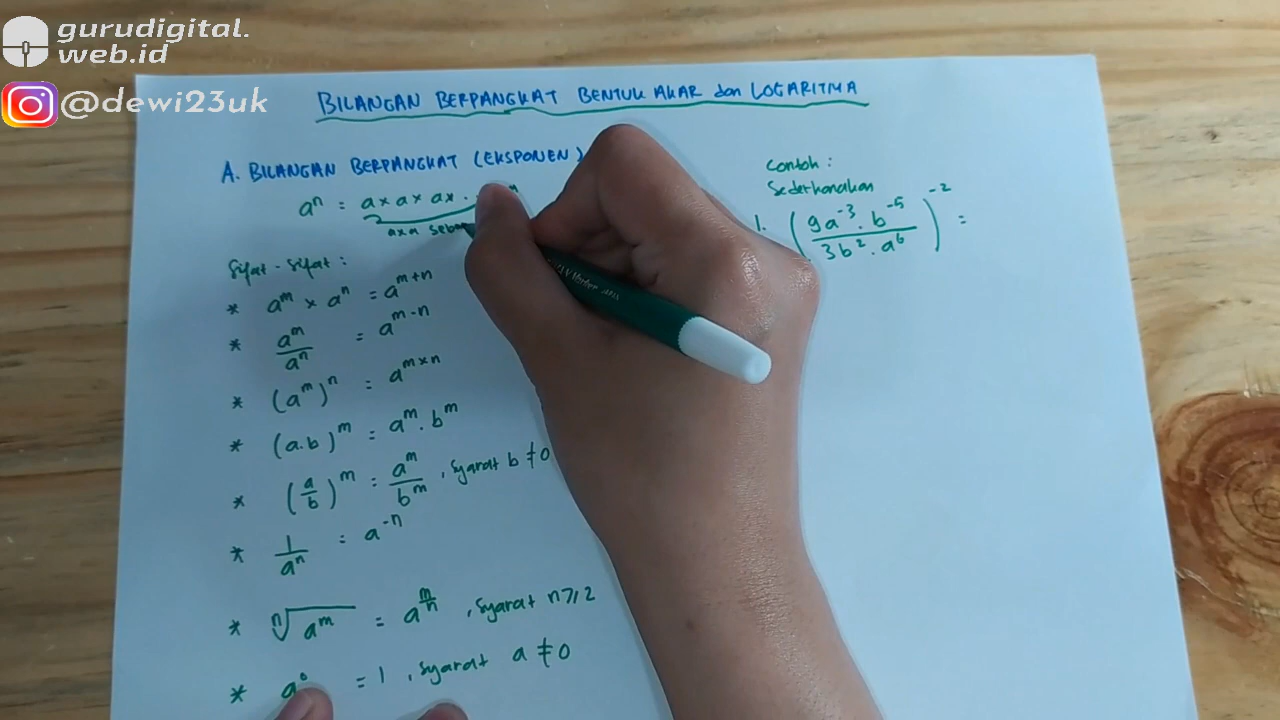 gurudigital.
web.id
@dewi23uk
BILANGAN BERPANGKAT BENTUK AKAR dan LOGARITMA
A. BILANGAN BERPANGKAT (EKSPONEN)
aⁿ = a x a x a x .
Sifat-sifat :
* aᵐ x aⁿ = aᵐ⁺ⁿ
* aᵐ/aⁿ = aᵐ⁻ⁿ
* (aᵐ)ⁿ = aᵐˣⁿ
* (a.b)ᵐ = aᵐ. bᵐ
* (a/b)ᵐ = aᵐ/bᵐ , syarat b ≠ 0
* 1/aⁿ = a⁻ⁿ
* ⁿ√aᵐ = a^(m/n) , syarat n ≥ 2
* a⁰ = 1 , syarat a ≠ 0
Contoh :
Sederhanakan
1. (9a⁻³. b⁻⁵ / 3b². a⁶)⁻² =